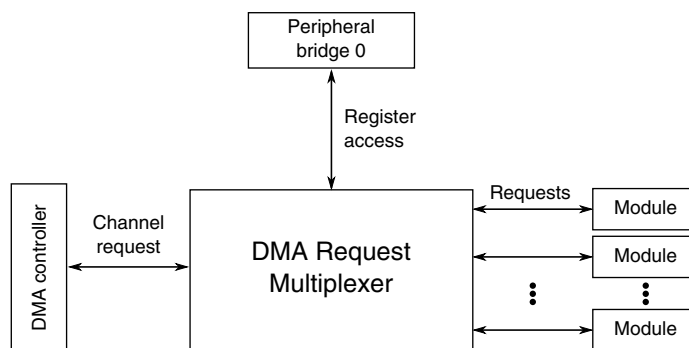 Peripheral
bridge 0
Register
access
DMA controller
Channel
request
DMA Request
Multiplexer
Requests
Module
Module
Module